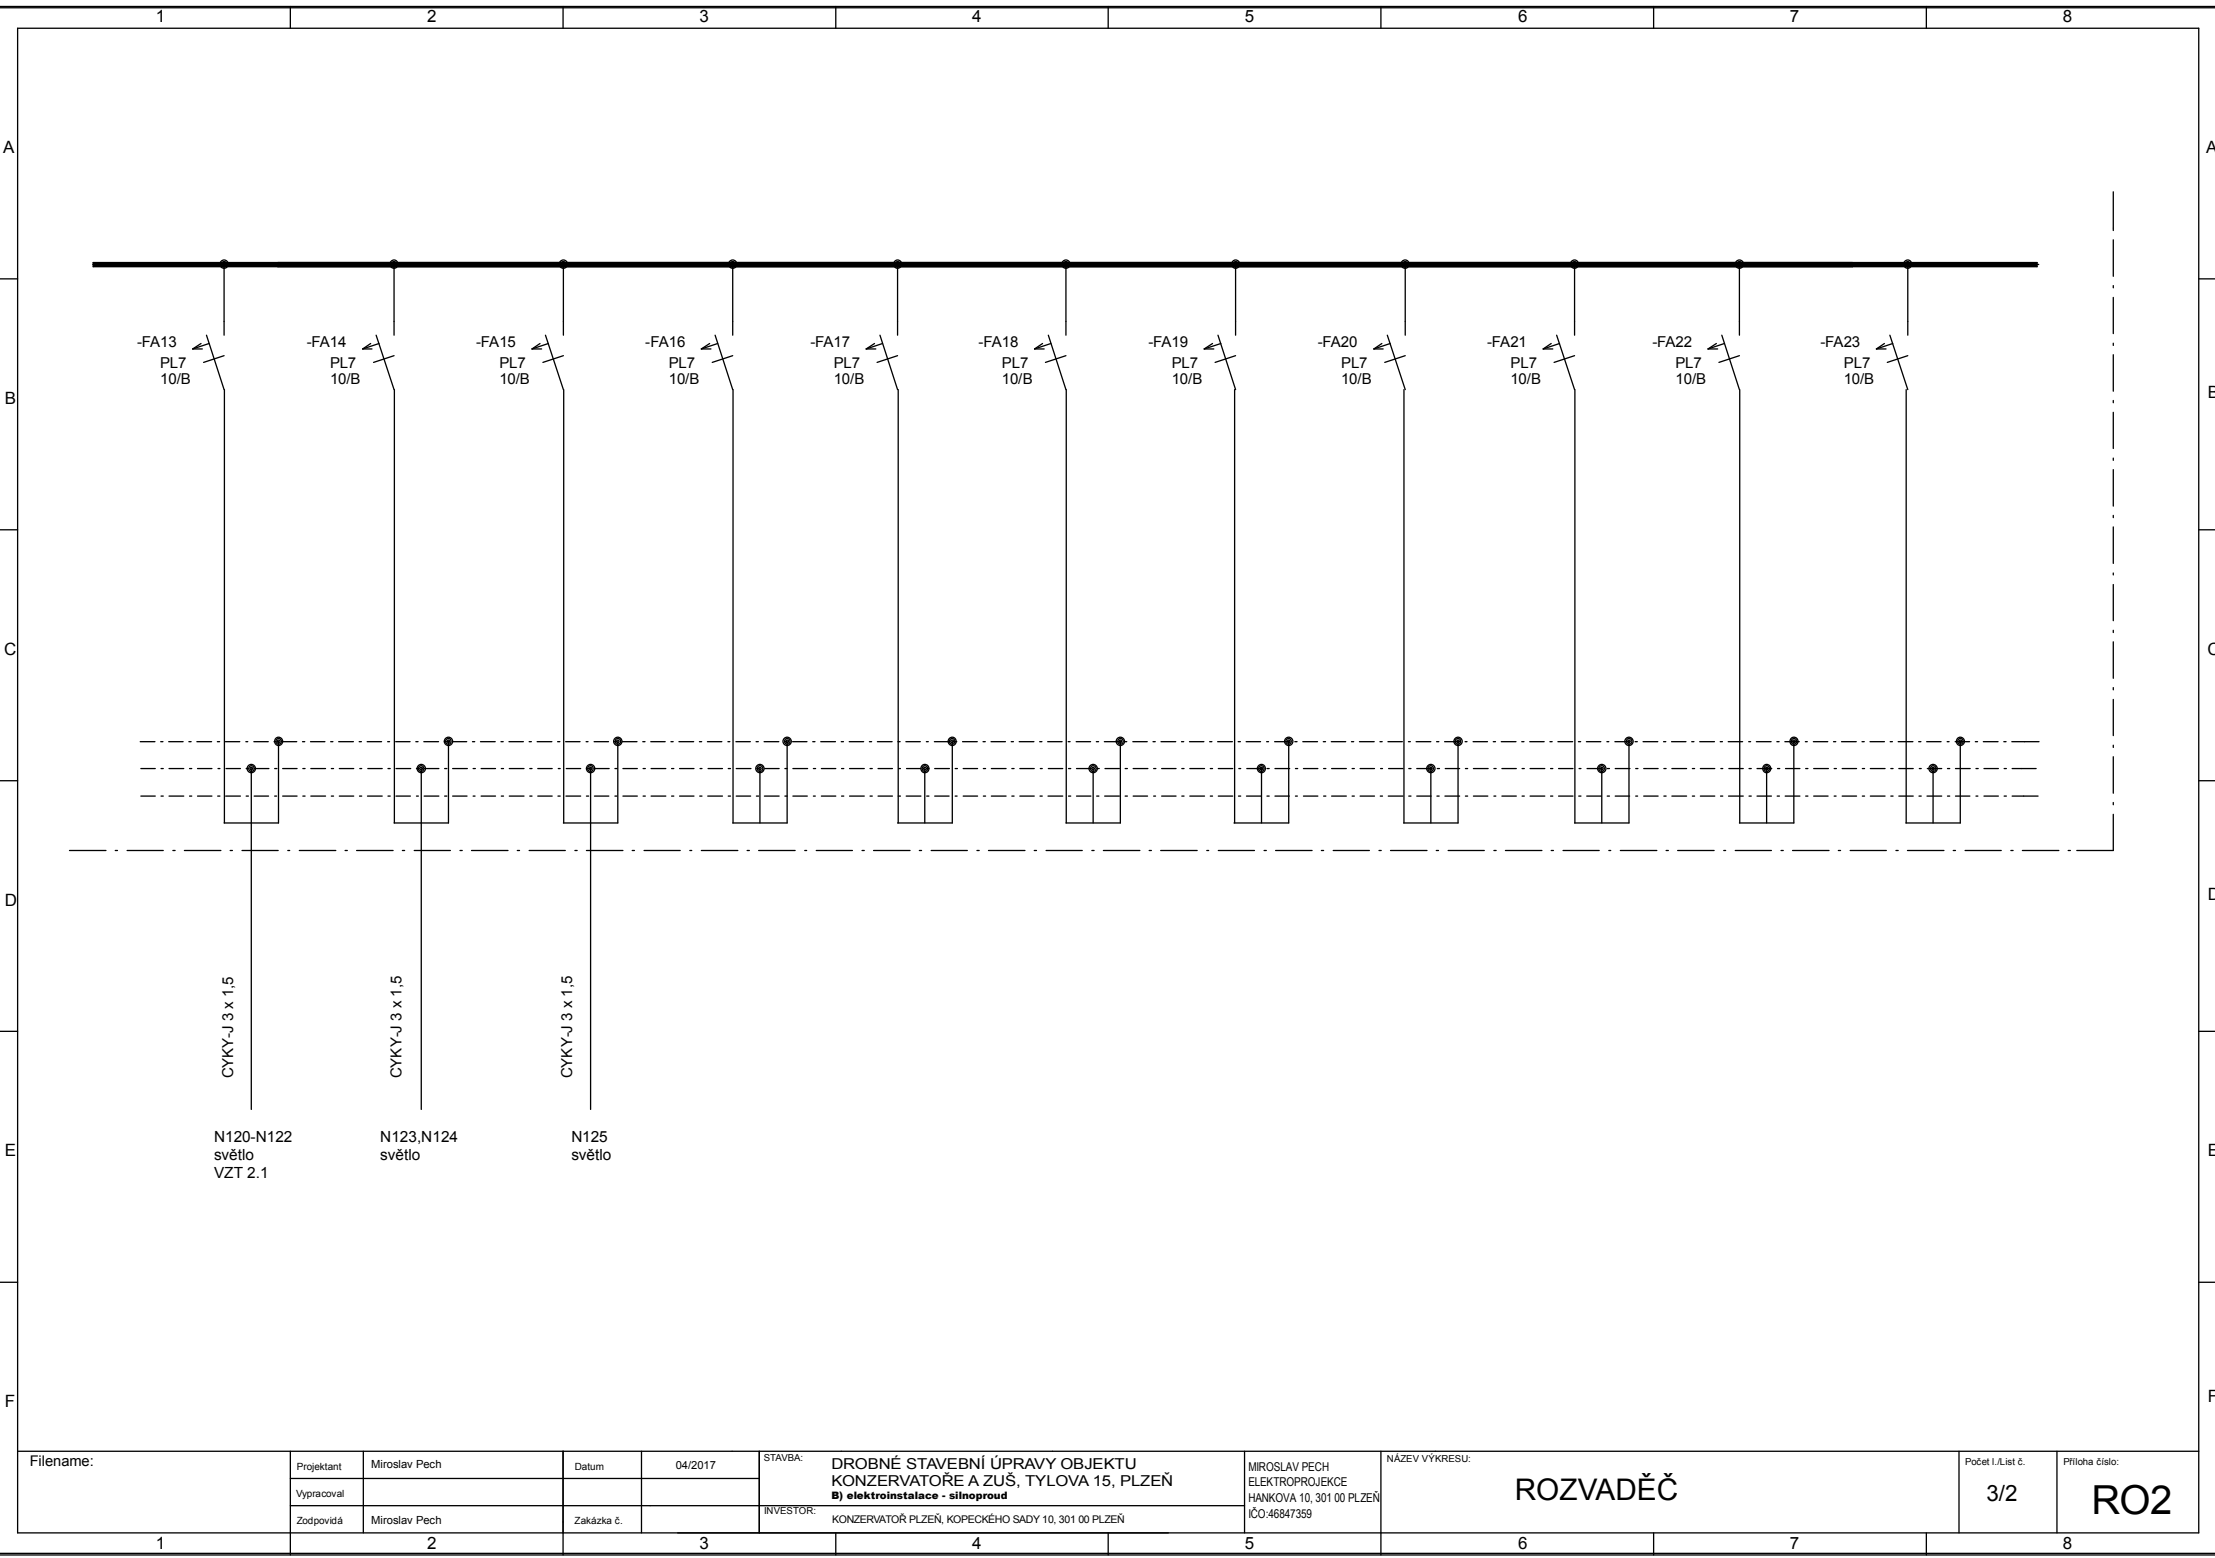 1 2 3 4 5 6 7 8
A A
-FA13 -FA14 -FA15 -FA16 -FA17 -FA18 -FA19 -FA20 -FA21 -FA22 -FA23
PL7 PL7 PL7 PL7 PL7 PL7 PL7 PL7 PL7 PL7 PL7
10/B 10/B 10/B 10/B 10/B 10/B 10/B 10/B 10/B 10/B 10/B
B B
C C
D D
CYKY-J 3 x 1,5
CYKY-J 3 x 1,5
CYKY-J 3 x 1,5
N120-N122
světlo
VZT 2.1
N123,N124
světlo
N125
světlo
E E
F F
Filename:
Projektant Miroslav Pech Datum 04/2017
Vypracoval
Zodpovídá Miroslav Pech Zakázka č.
STAVBA: DROBNÉ STAVEBNÍ ÚPRAVY OBJEKTU
KONZERVATOŘE A ZUŠ, TYLOVA 15, PLZEŇ
B) elektroinstalace - silnoproud
INVESTOR: KONZERVATOŘ PLZEŇ, KOPECKÉHO SADY 10, 301 00 PLZEŇ
MIROSLAV PECH
ELEKTROPROJEKCE
HANKOVA 10, 301 00 PLZEŇ
IČO:46847359
NÁZEV VÝKRESU:
ROZVADĚČ
Počet l./List č.
3/2
Příloha číslo:
RO2
1 2 3 4 5 6 7 8